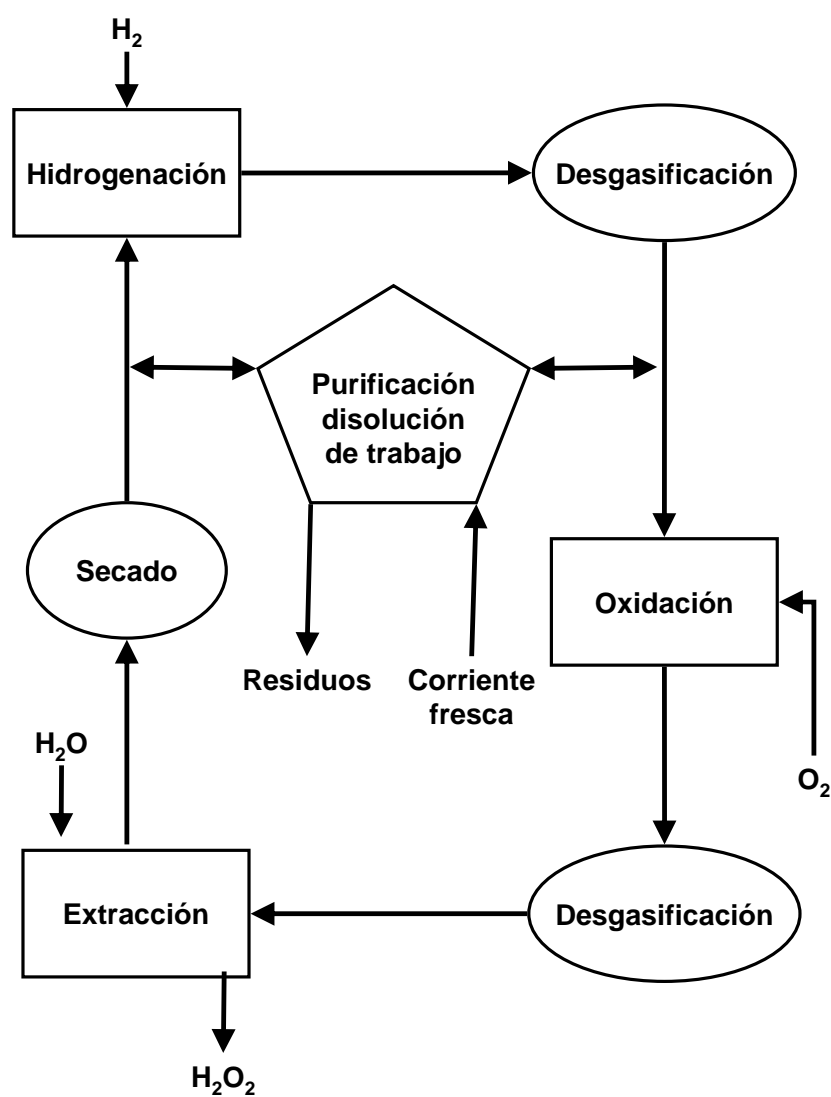 H₂
Hidrogenación
Desgasificación
Purificación
disolución
de trabajo
Secado
Oxidación
Residuos
Corriente
fresca
H₂O
O₂
Extracción
Desgasificación
H₂O₂